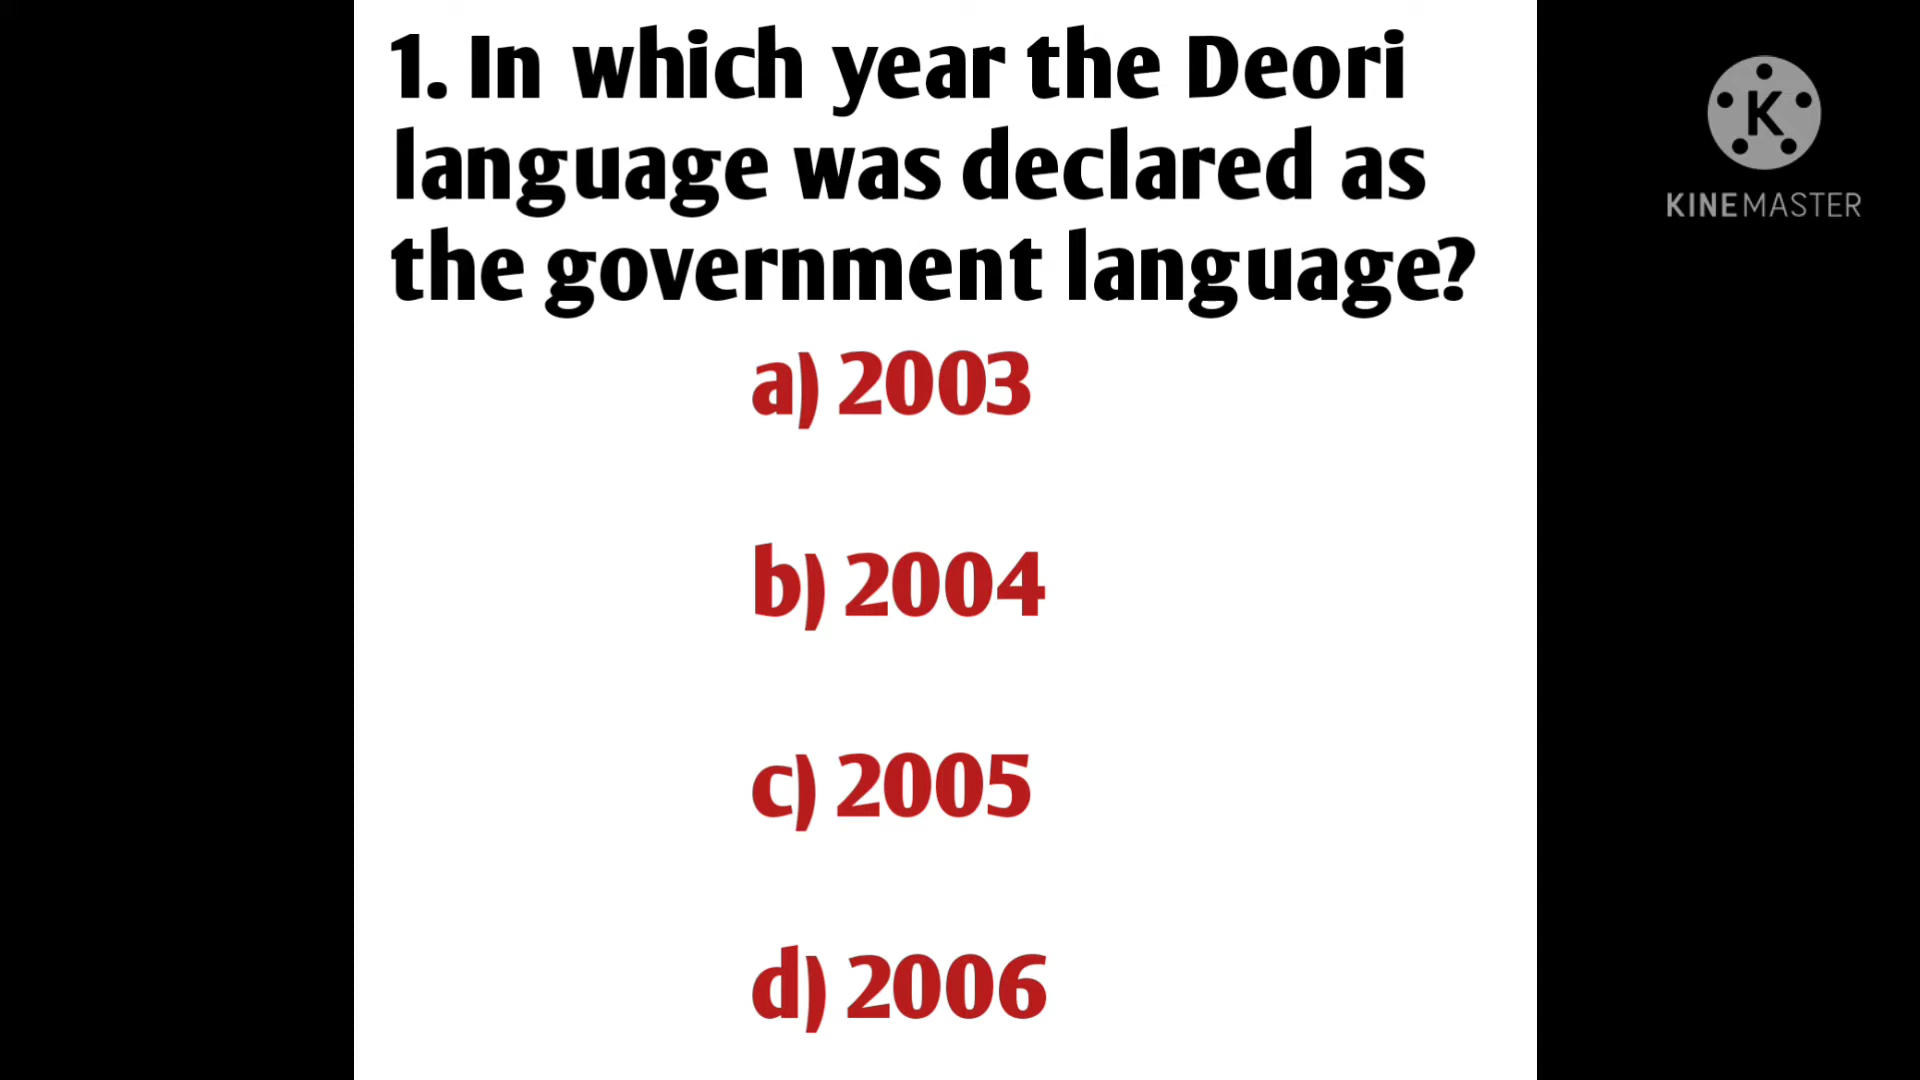 1. In which year the Deori
language was declared as
the government language?
a) 2003
b) 2004
c) 2005
d) 2006
K
KINEMASTER